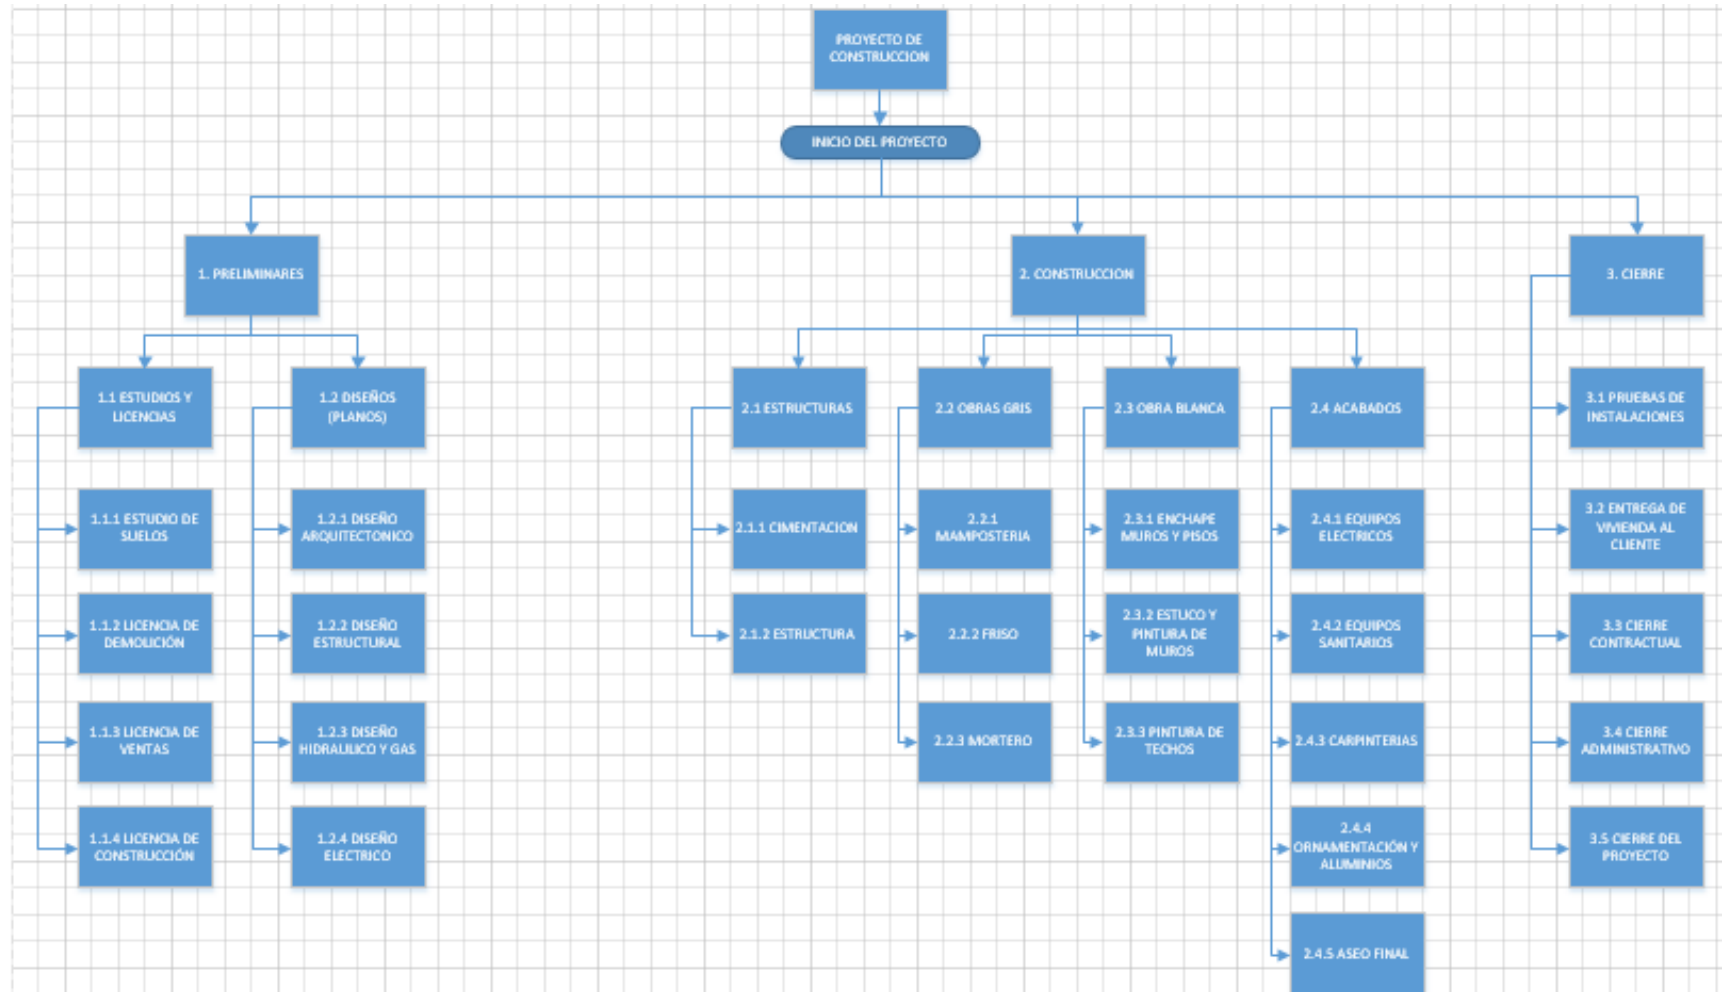 PROYECTO DE
CONSTRUCCION
INICIO DEL PROYECTO
1. PRELIMINARES
2. CONSTRUCCION
3. CIERRE
1.1 ESTUDIOS Y
LICENCIAS
1.2 DISEÑOS
(PLANOS)
2.1 ESTRUCTURAS
2.2 OBRAS GRIS
2.3 OBRA BLANCA
2.4 ACABADOS
3.1 PRUEBAS DE
INSTALACIONES
1.1.1 ESTUDIO DE
SUELOS
1.2.1 DISEÑO
ARQUITECTONICO
2.1.1 CIMENTACION
2.2.1
MAMPOSTERIA
2.3.1 ENCHAPE
MUROS Y PISOS
2.4.1 EQUIPOS
ELECTRICOS
3.2 ENTREGA DE
VIVIENDA AL
CLIENTE
1.1.2 LICENCIA DE
DEMOLICIÓN
1.2.2 DISEÑO
ESTRUCTURAL
2.1.2 ESTRUCTURA
2.2.2 FRISO
2.3.2 ESTUCO Y
PINTURA DE
MUROS
2.4.2 EQUIPOS
SANITARIOS
3.3 CIERRE
CONTRACTUAL
1.1.3 LICENCIA DE
VENTAS
1.2.3 DISEÑO
HIDRAULICO Y GAS
2.2.3 MORTERO
2.3.3 PINTURA DE
TECHOS
2.4.3 CARPINTERIAS
3.4 CIERRE
ADMINISTRATIVO
1.1.4 LICENCIA DE
CONSTRUCCIÓN
1.2.4 DISEÑO
ELECTRICO
2.4.4
ORNAMENTACIÓN Y
ALUMINIOS
3.5 CIERRE DEL
PROYECTO
2.4.5 ASEO FINAL